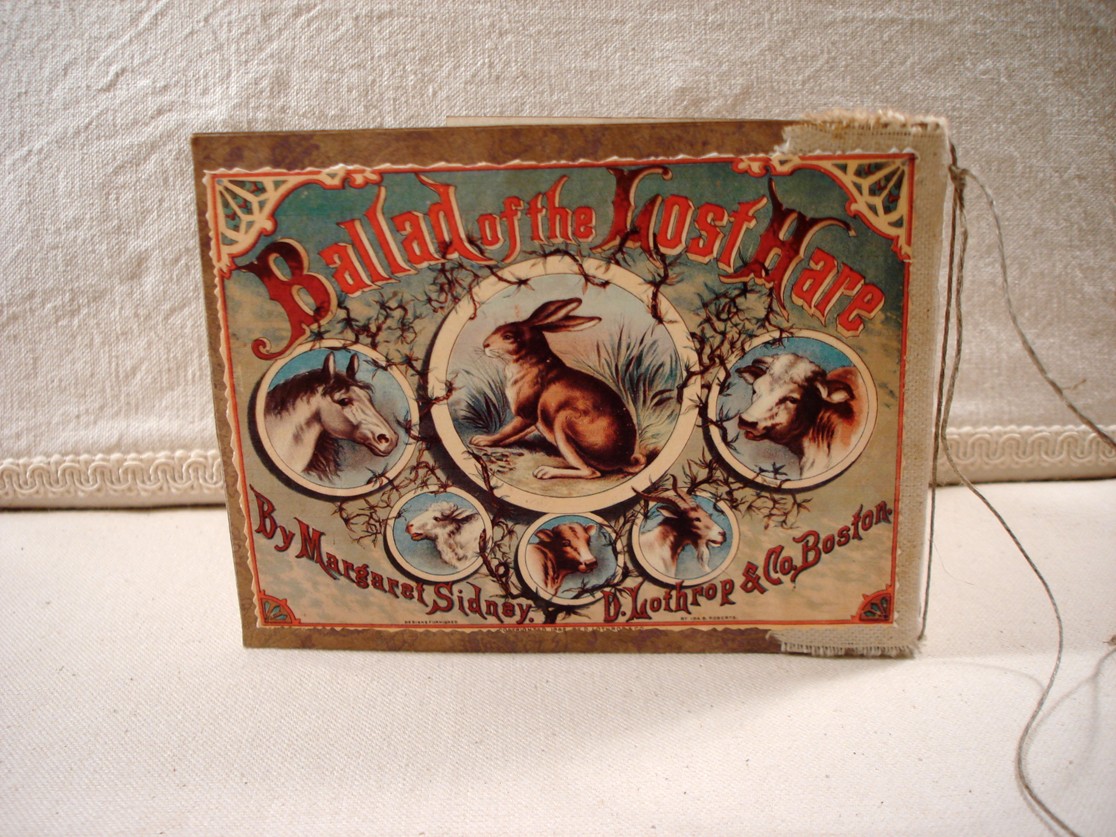 Ballad of the Lost Hare
By Margaret Sidney.
D. Lothrop & Co, Boston.